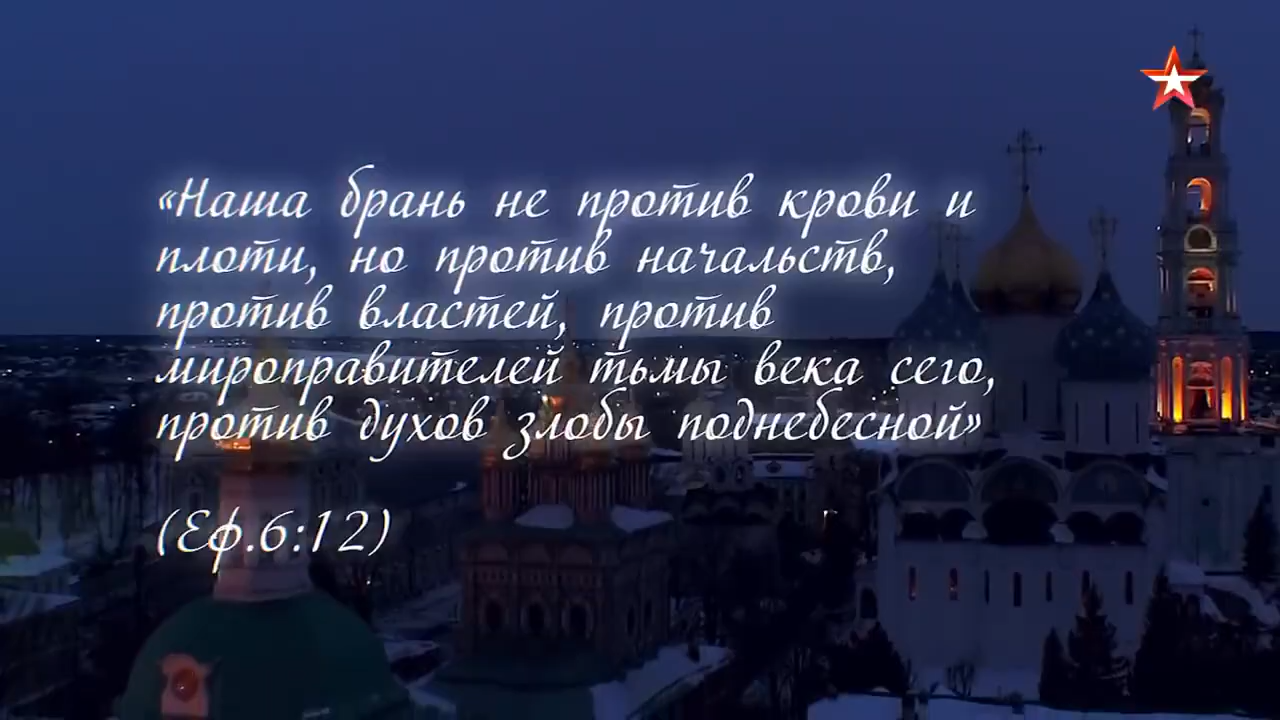 «Наша брань не против крови и
плоти, но против начальств,
против властей, против
мироправителей тьмы века сего,
против духов злобы поднебесной»
(Еф.6:12)